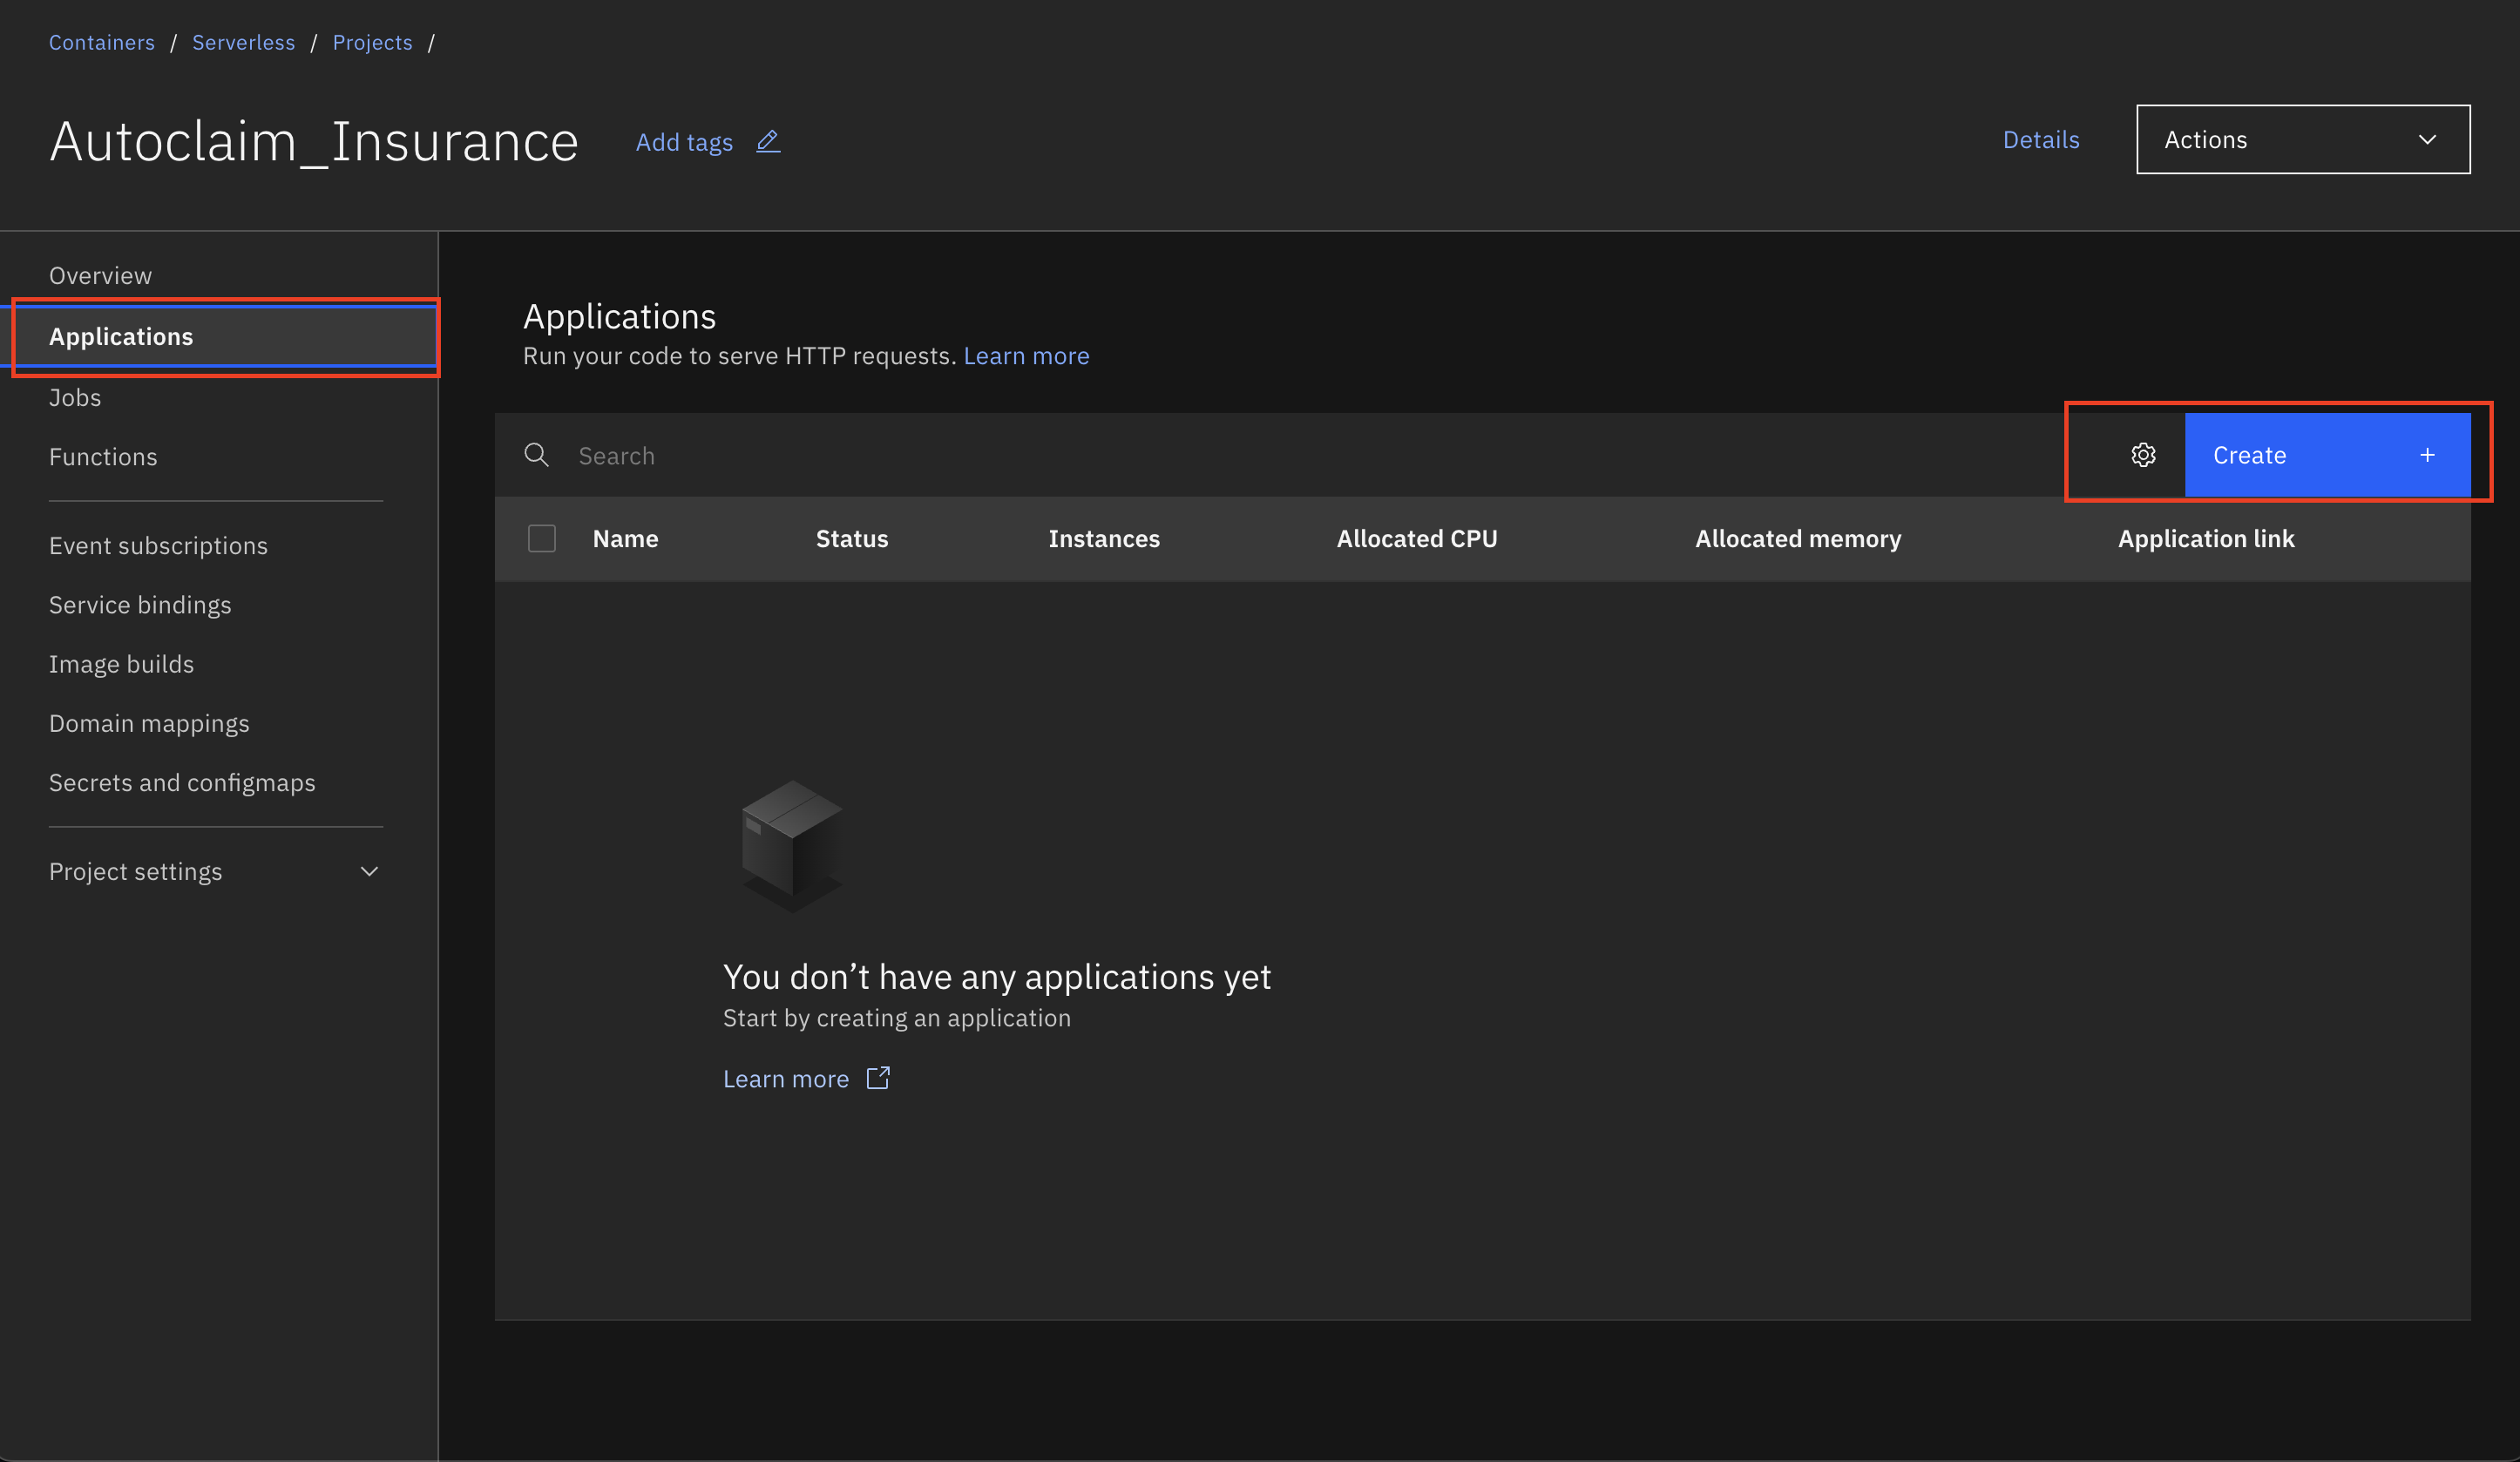 Containers / Serverless / Projects /
Autoclaim_Insurance
Add tags
Details
Actions
Overview
Applications
Jobs
Functions
Event subscriptions
Service bindings
Image builds
Domain mappings
Secrets and configmaps
Project settings
Applications
Run your code to serve HTTP requests. Learn more
Search
Create +
Name Status Instances Allocated CPU Allocated memory Application link
You don’t have any applications yet
Start by creating an application
Learn more